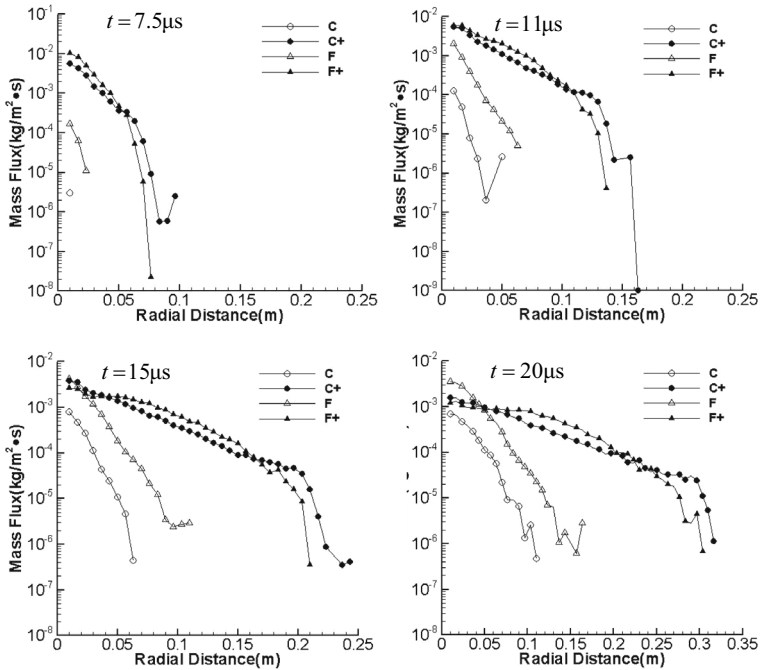 t = 7.5μs
C
C+
F
F+
Mass Flux(kg/m²•s)
10⁻¹
10⁻²
10⁻³
10⁻⁴
10⁻⁵
10⁻⁶
10⁻⁷
10⁻⁸
0 0.05 0.1 0.15 0.2 0.25
Radial Distance(m)
t = 11μs
C
C+
F
F+
Mass Flux(kg/m²•s)
10⁻²
10⁻³
10⁻⁴
10⁻⁵
10⁻⁶
10⁻⁷
10⁻⁸
10⁻⁹
0 0.05 0.1 0.15 0.2 0.25
Radial Distance(m)
t = 15μs
C
C+
F
F+
Mass Flux(kg/m²•s)
10⁻²
10⁻³
10⁻⁴
10⁻⁵
10⁻⁶
10⁻⁷
10⁻⁸
0 0.05 0.1 0.15 0.2 0.25
Radial Distance(m)
t = 20μs
C
C+
F
F+
10⁻²
10⁻³
10⁻⁴
10⁻⁵
10⁻⁶
10⁻⁷
10⁻⁸
0 0.05 0.1 0.15 0.2 0.25 0.3 0.35
Radial Distance(m)